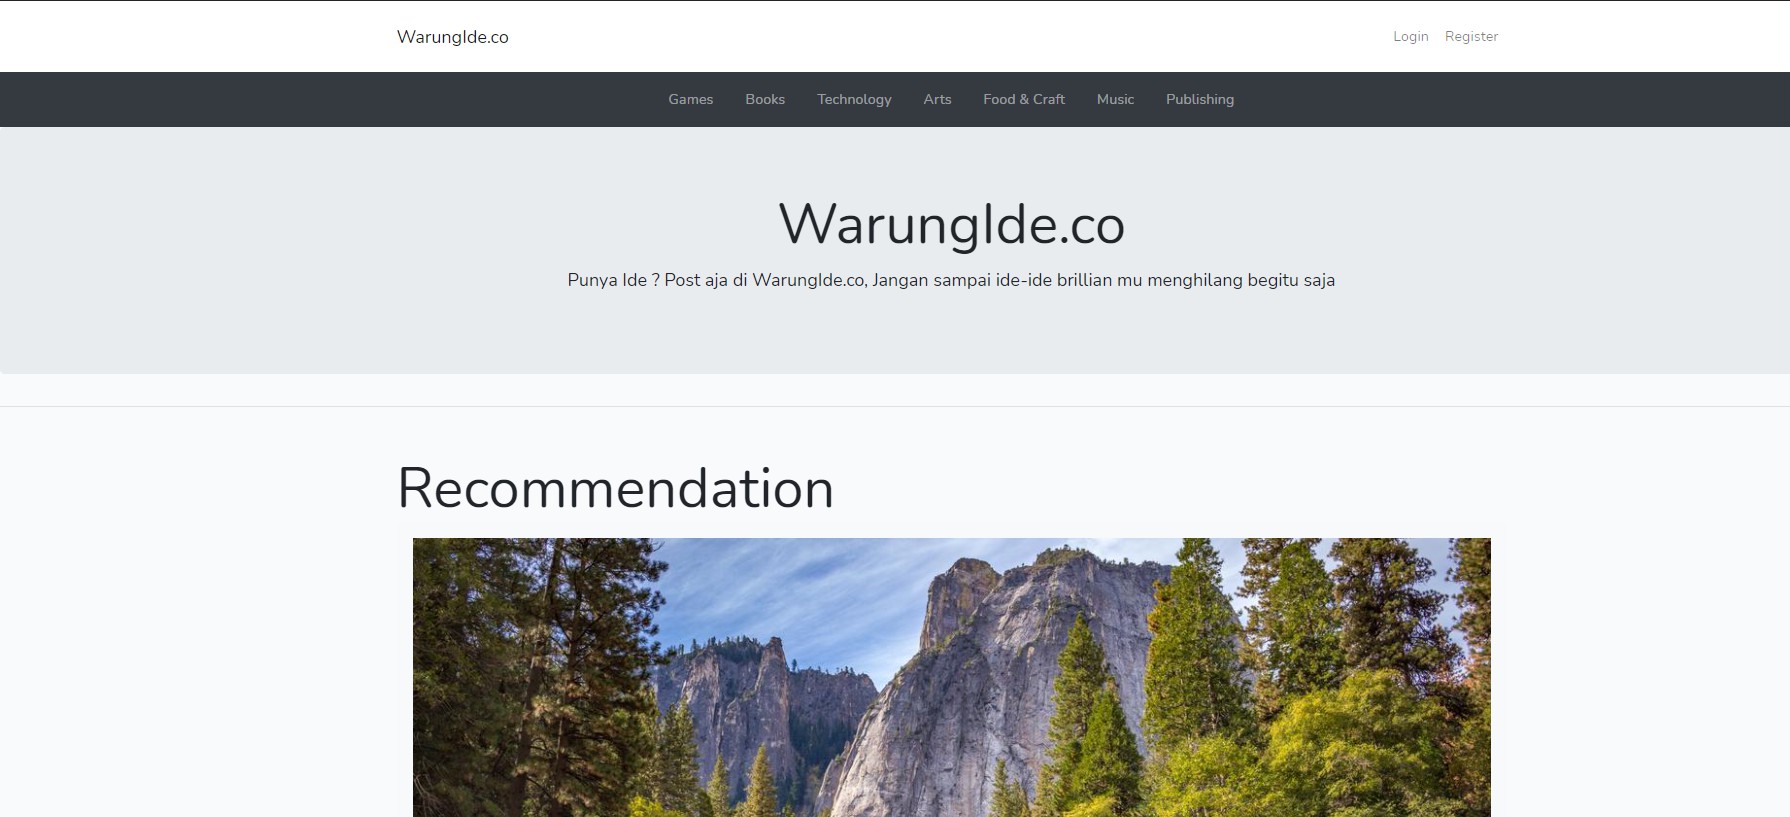 WarungIde.co
Login Register
Games Books Technology Arts Food & Craft Music Publishing
WarungIde.co
Punya Ide ? Post aja di WarungIde.co, Jangan sampai ide-ide brillian mu menghilang begitu saja
Recommendation